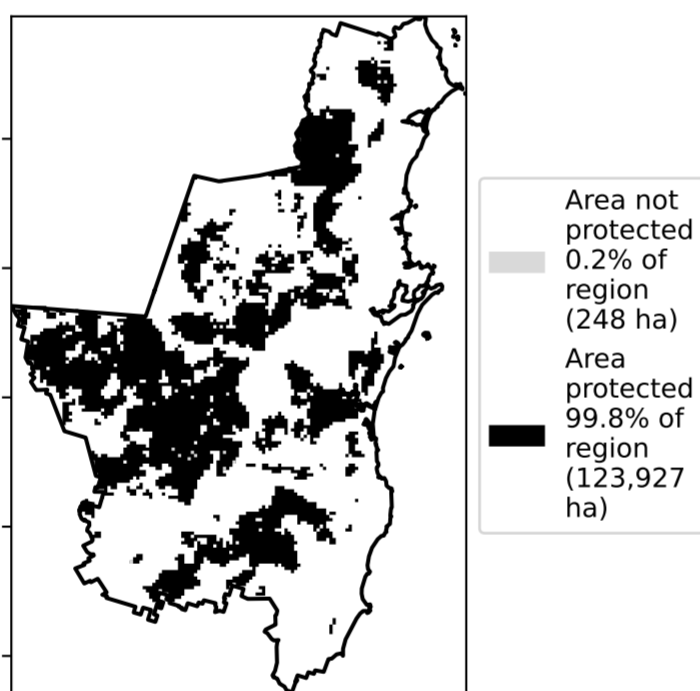 Area not
protected
0.2% of
region
(248 ha)
Area
protected
99.8% of
region
(123,927
ha)